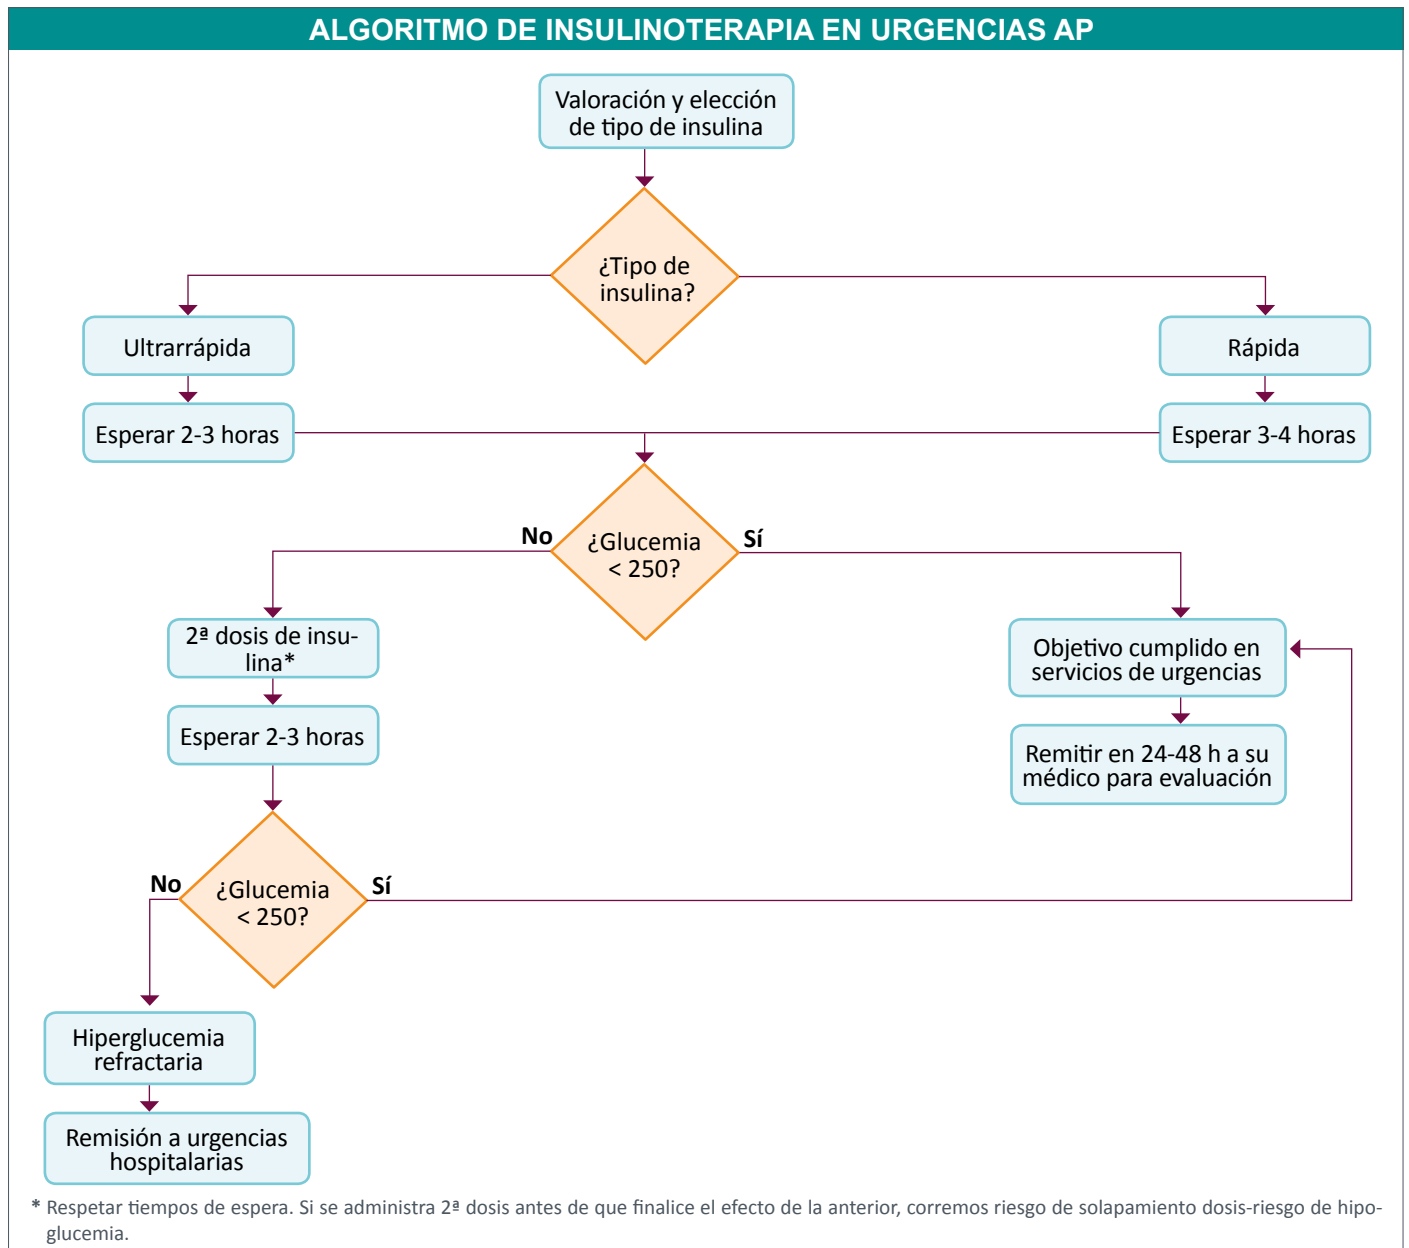 ALGORITMO DE INSULINOTERAPIA EN URGENCIAS AP
Valoración y elección
de tipo de insulina
¿Tipo de
insulina?
Ultrarrápida
Rápida
Esperar 2-3 horas
Esperar 3-4 horas
No
¿Glucemia
< 250?
Sí
2ª dosis de insu-
lina*
Objetivo cumplido en
servicios de urgencias
Esperar 2-3 horas
Remitir en 24-48 h a su
médico para evaluación
No
¿Glucemia
< 250?
Sí
Hiperglucemia
refractaria
Remisión a urgencias
hospitalarias
* Respetar tiempos de espera. Si se administra 2ª dosis antes de que finalice el efecto de la anterior, corremos riesgo de solapamiento dosis-riesgo de hipo-
glucemia.